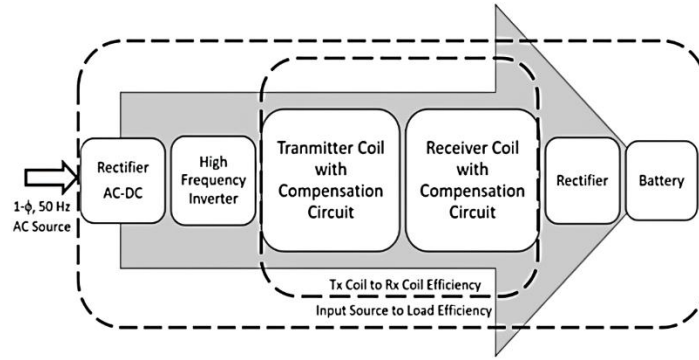 Rectifier
AC-DC
High
Frequency
Inverter
Tranmitter Coil
with
Compensation
Circuit
Receiver Coil
with
Compensation
Circuit
Rectifier
Battery
1-ϕ, 50 Hz
AC Source
Tx Coil to Rx Coil Efficiency
Input Source to Load Efficiency